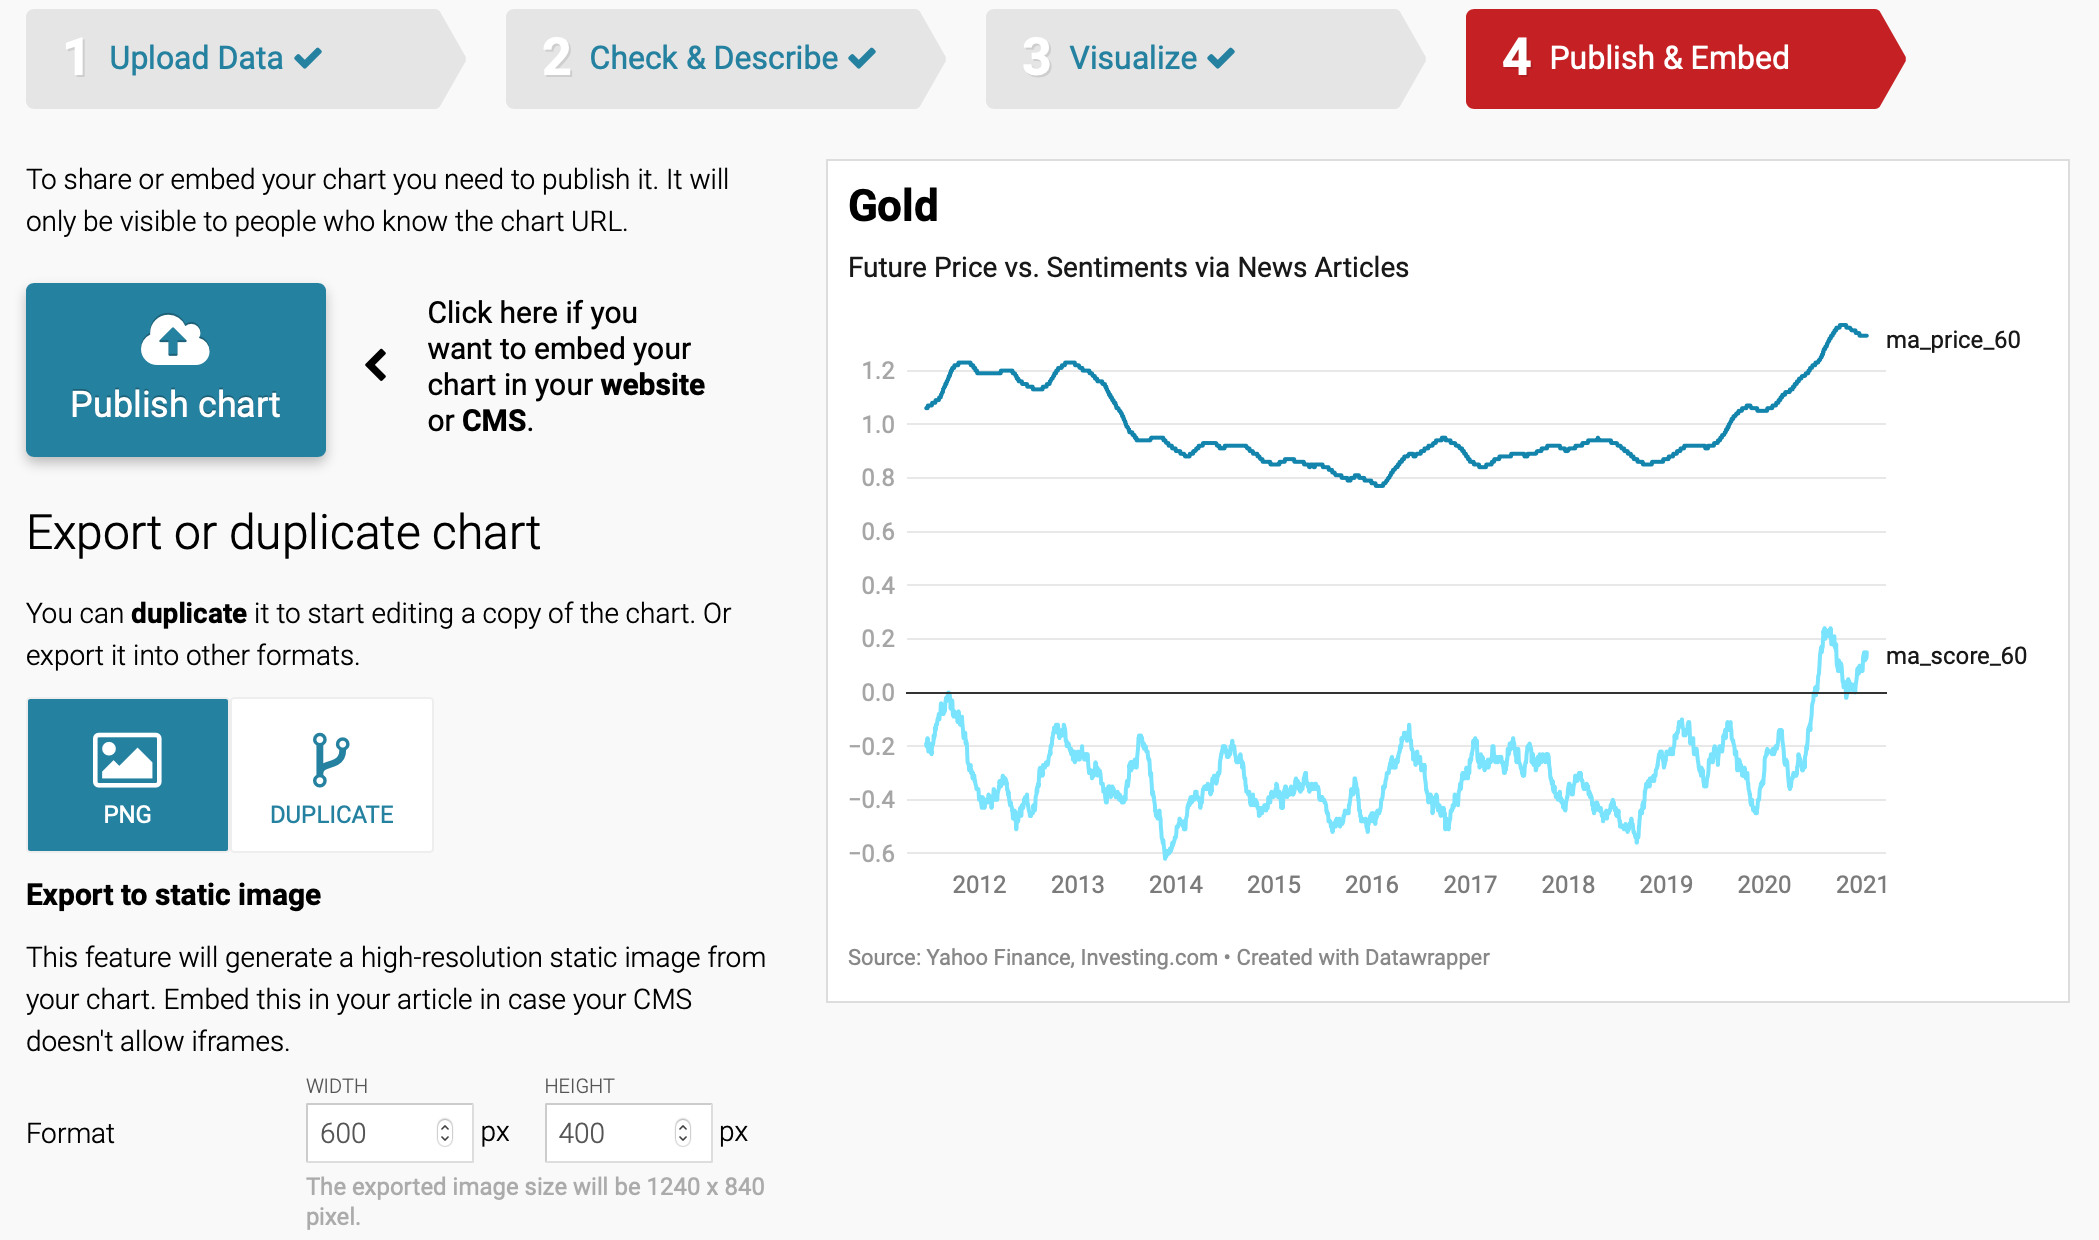 1 Upload Data
2 Check & Describe
3 Visualize
4 Publish & Embed
To share or embed your chart you need to publish it. It will
only be visible to people who know the chart URL.
Publish chart
Click here if you
want to embed your
chart in your website
or CMS.
Export or duplicate chart
You can duplicate it to start editing a copy of the chart. Or
export it into other formats.
PNG
DUPLICATE
Export to static image
This feature will generate a high-resolution static image from
your chart. Embed this in your article in case your CMS
doesn't allow iframes.
WIDTH
HEIGHT
Format
600
px
400
px
The exported image size will be 1240 x 840
pixel.
Gold
Future Price vs. Sentiments via News Articles
ma_price_60
1.2
1.0
0.8
0.6
0.4
0.2
ma_score_60
0.0
−0.2
−0.4
−0.6
2012 2013 2014 2015 2016 2017 2018 2019 2020 2021
Source: Yahoo Finance, Investing.com • Created with Datawrapper